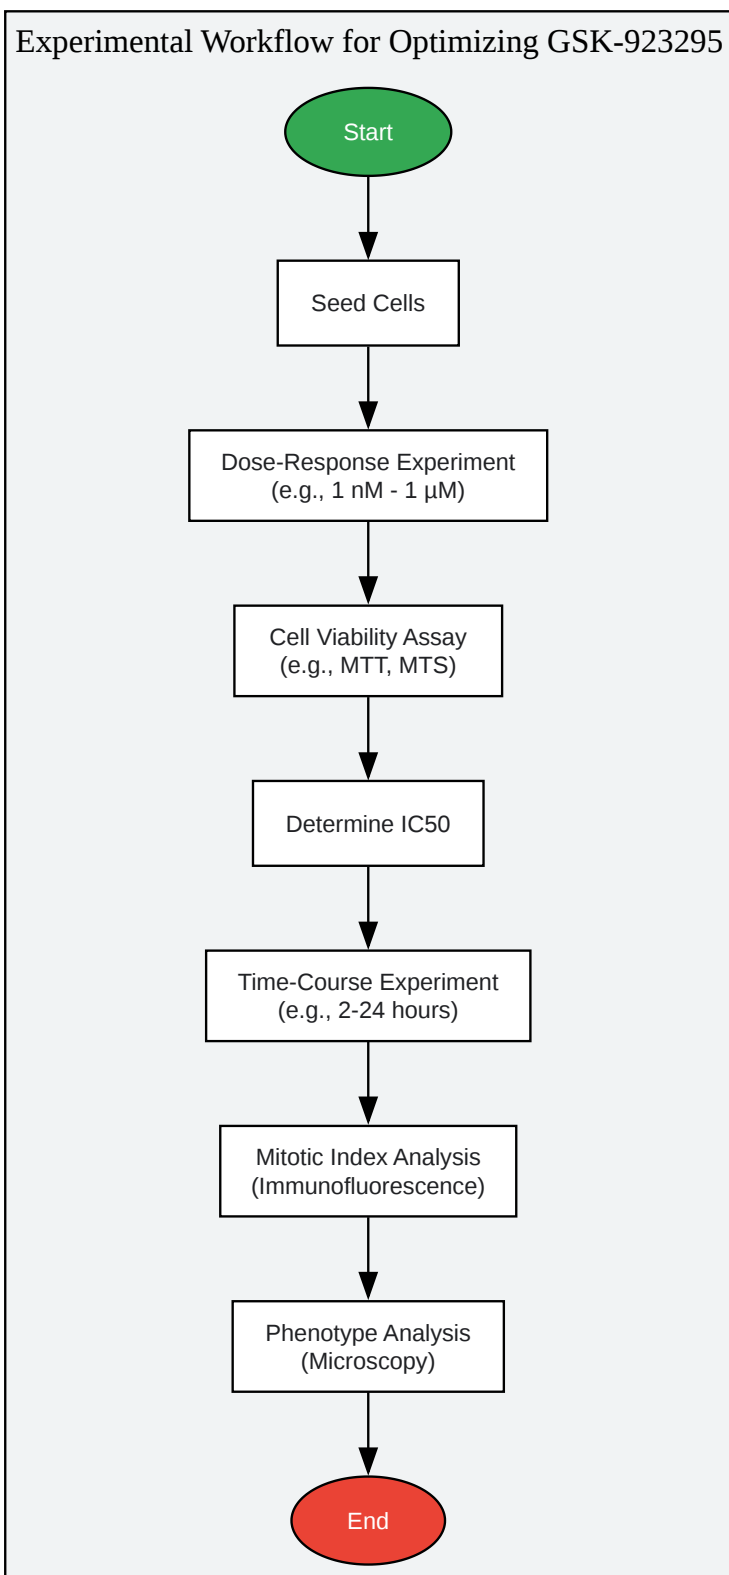 Experimental Workflow for Optimizing GSK-923295
Start
Seed Cells
Dose-Response Experiment
(e.g., 1 nM - 1 µM)
Cell Viability Assay
(e.g., MTT, MTS)
Determine IC50
Time-Course Experiment
(e.g., 2-24 hours)
Mitotic Index Analysis
(Immunofluorescence)
Phenotype Analysis
(Microscopy)
End